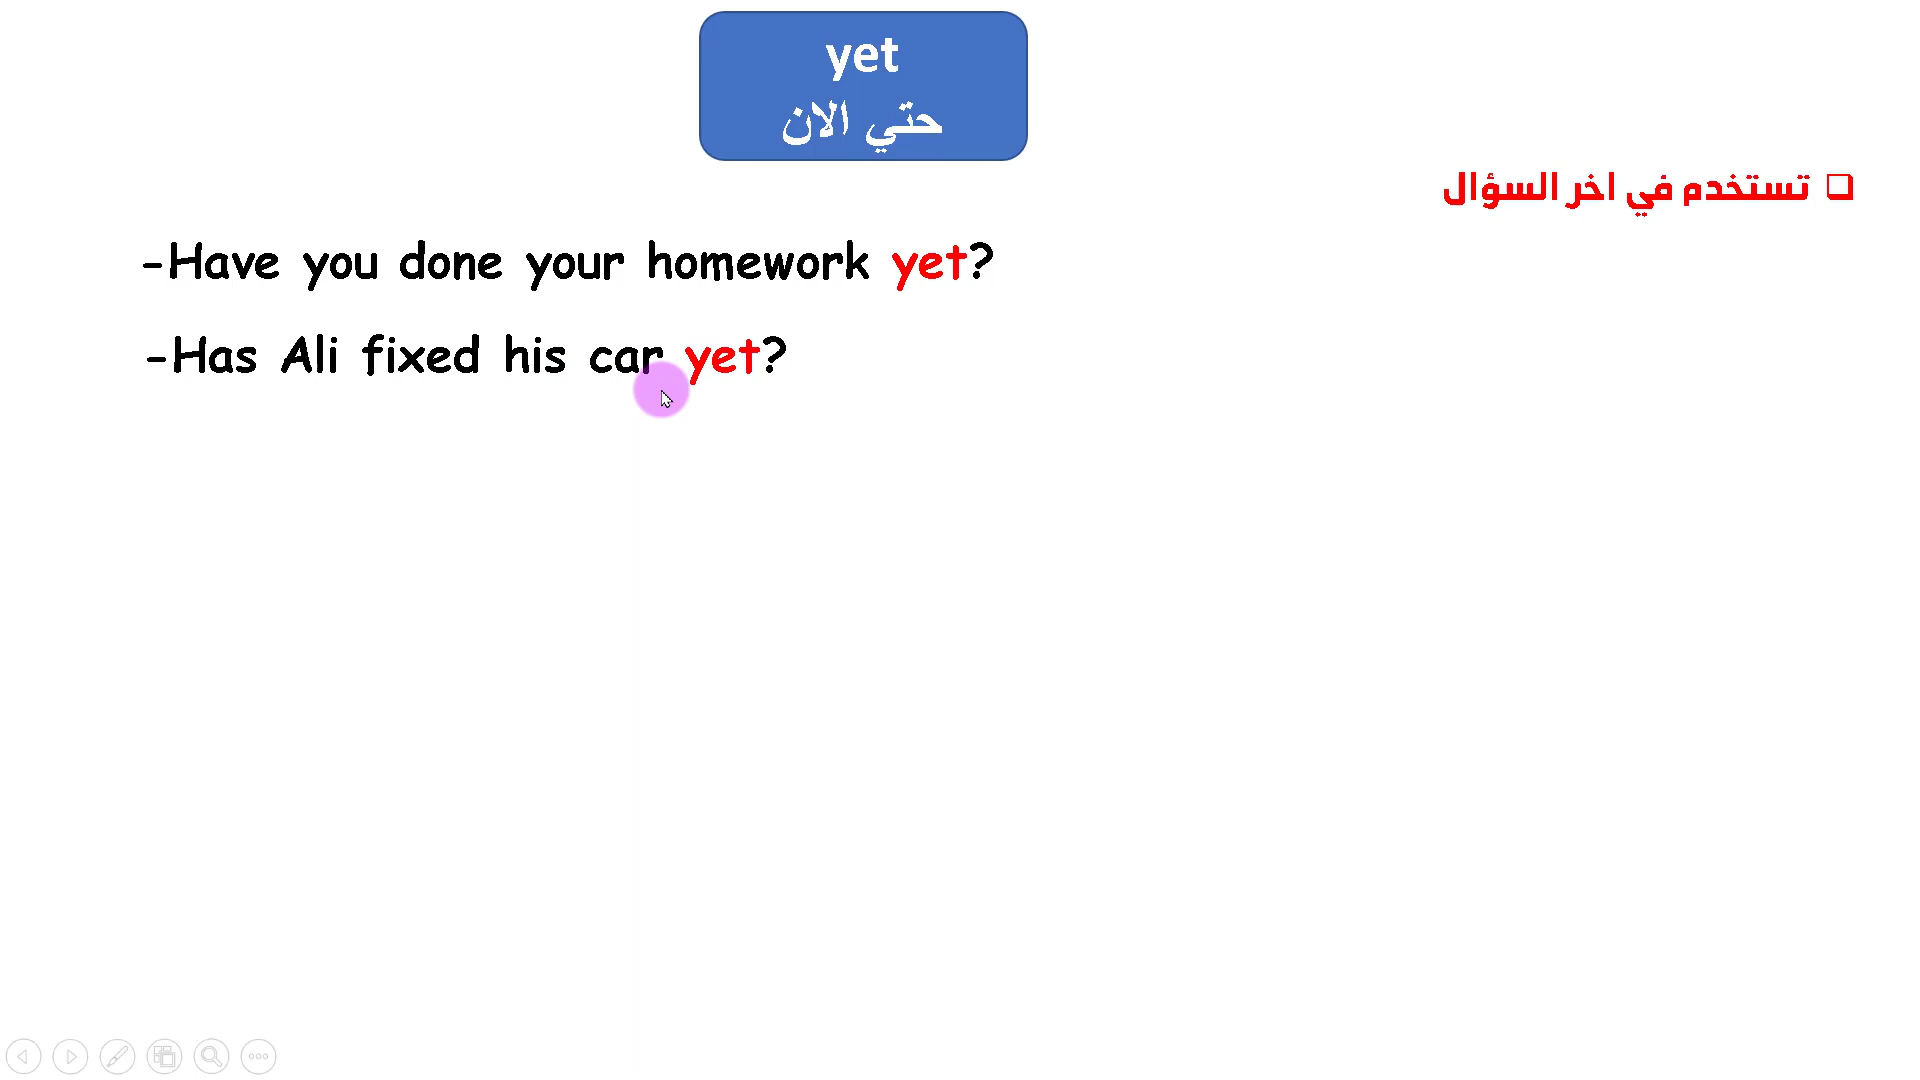 yet
حتي الان
❑ تستخدم في اخر السؤال
-Have you done your homework yet?
-Has Ali fixed his car yet?